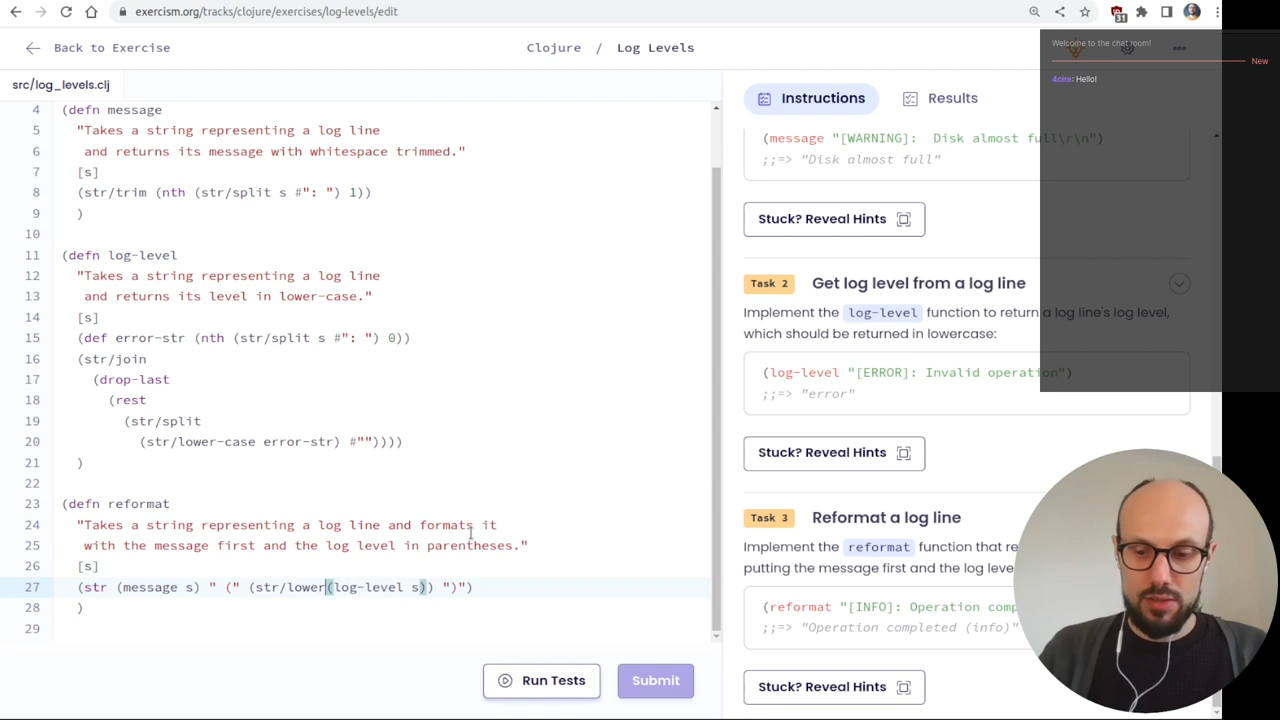 exercism.org/tracks/clojure/exercises/log-levels/edit
31
Back to Exercise
Clojure / Log Levels
src/log_levels.clj
4 (defn message
5 "Takes a string representing a log line
6 and returns its message with whitespace trimmed."
7 [s]
8 (str/trim (nth (str/split s #": ") 1))
9 )
10
11 (defn log-level
12 "Takes a string representing a log line
13 and returns its level in lower-case."
14 [s]
15 (def error-str (nth (str/split s #": ") 0))
16 (str/join
17 (drop-last
18 (rest
19 (str/split
20 (str/lower-case error-str) #""))))
21 )
22
23 (defn reformat
24 "Takes a string representing a log line and formats it
25 with the message first and the log level in parentheses."
26 [s]
27 (str (message s) " (" (str/lower(log-level s)) ")")
28 )
29
Run Tests
Submit
Instructions
Results
(message "[WARNING]:  Disk almost full\r\n")
;;=> "Disk almost full"
Stuck? Reveal Hints
Task 2 Get log level from a log line
Implement the log-level function to return a log line's log level,
which should be returned in lowercase:
(log-level "[ERROR]: Invalid operation")
;;=> "error"
Stuck? Reveal Hints
Task 3 Reformat a log line
Implement the reformat function that re
putting the message first and the log leve
(reformat "[INFO]: Operation comp
;;=> "Operation completed (info)"
Stuck? Reveal Hints
Welcome to the chat room!
New
4cire: Hello!